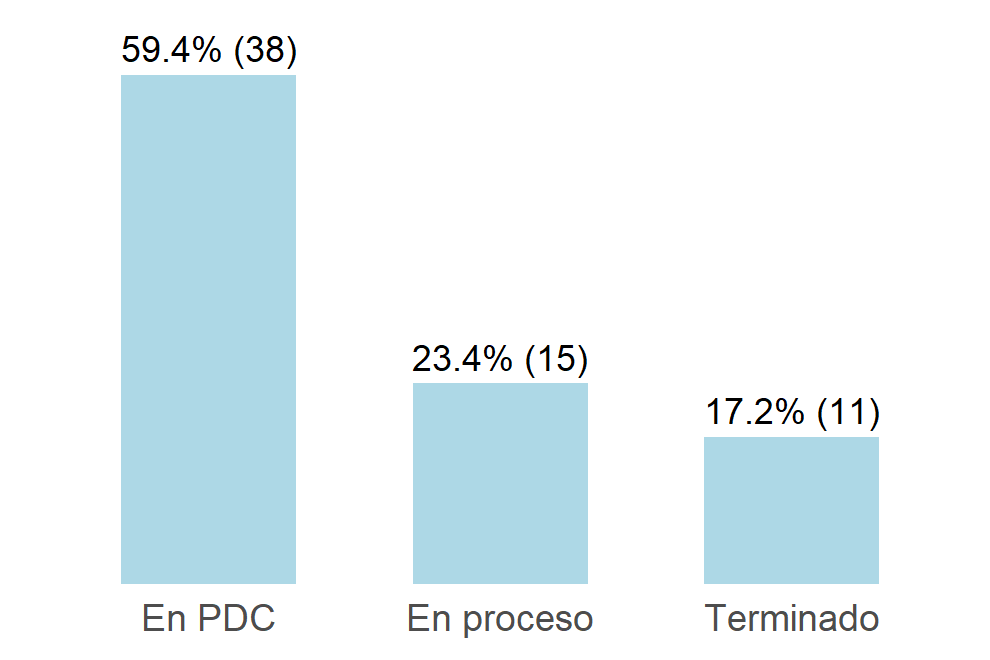 59.4% (38)
23.4% (15)
17.2% (11)
En PDC
En proceso
Terminado